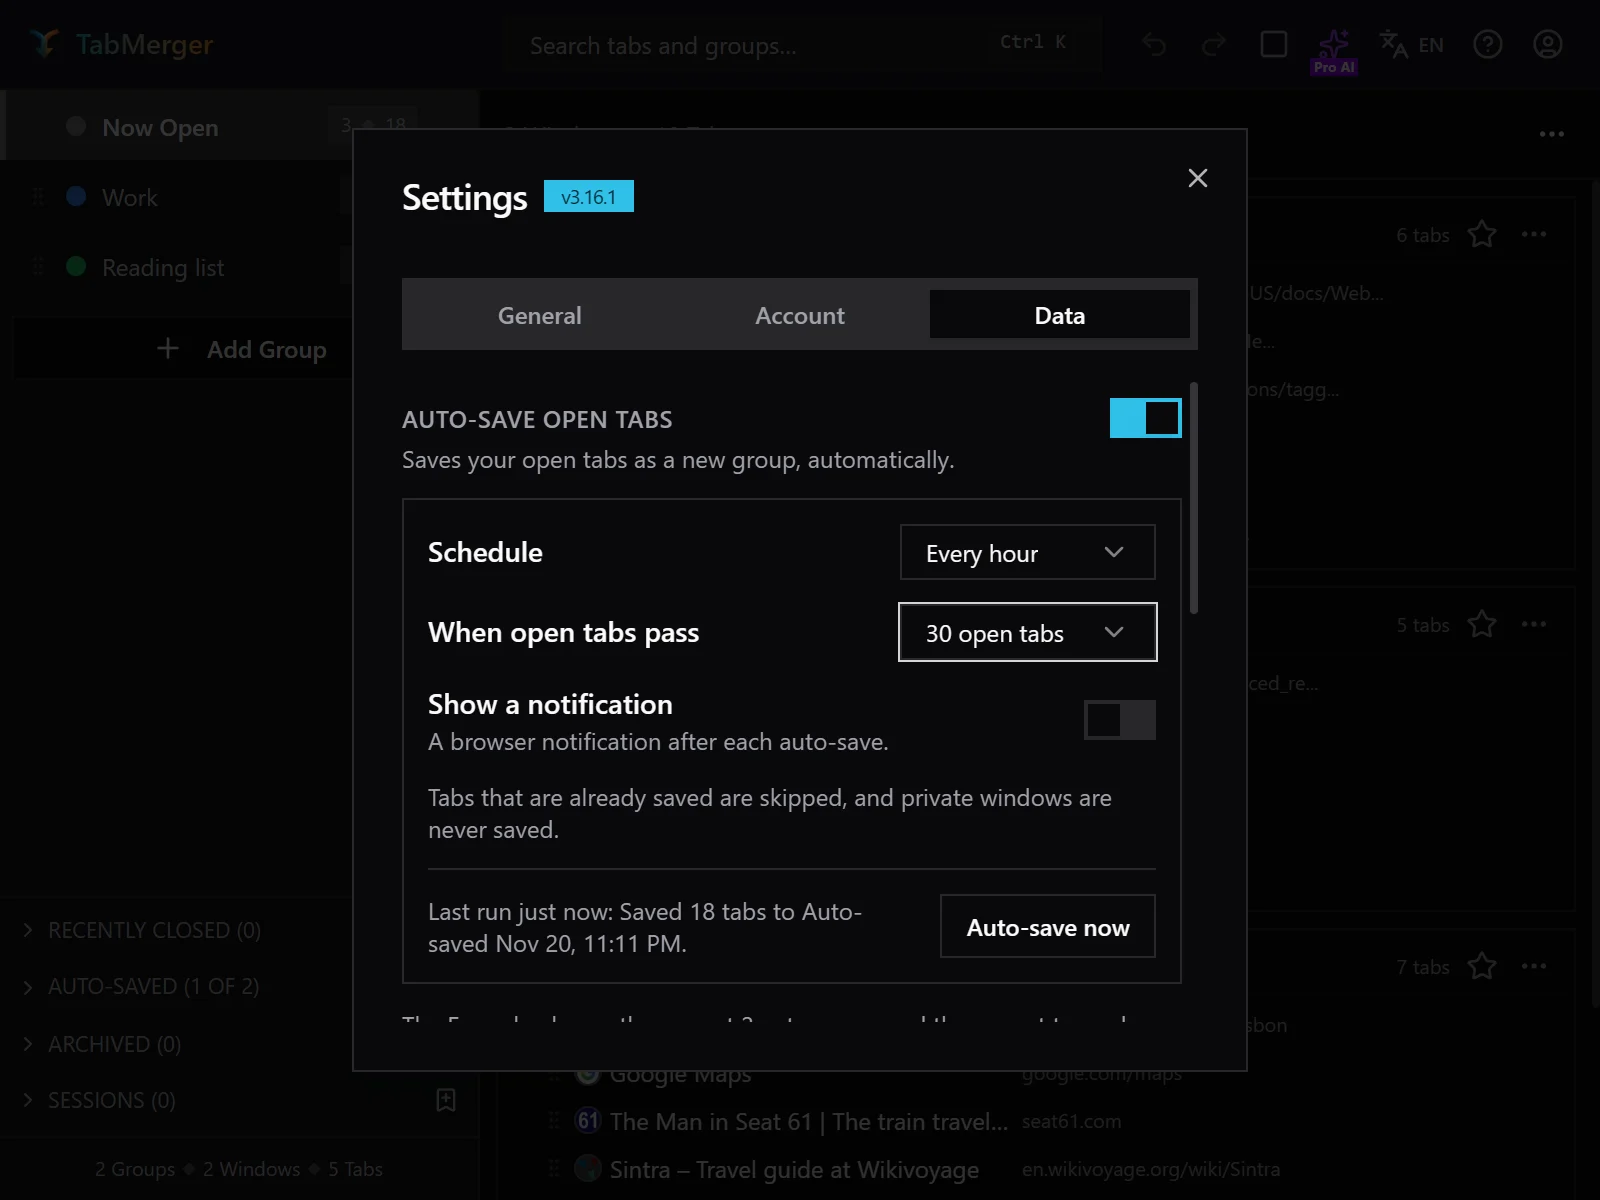 TabMerger
Search tabs and groups...
Ctrl K
Pro AI
EN
Now Open
3 18
Work
Reading list
Add Group
Settings
v3.16.1
General
Account
Data
AUTO-SAVE OPEN TABS
Saves your open tabs as a new group, automatically.
Schedule
Every hour
When open tabs pass
30 open tabs
Show a notification
A browser notification after each auto-save.
Tabs that are already saved are skipped, and private windows are
never saved.
Last run just now: Saved 18 tabs to Auto-
saved Nov 20, 11:11 PM.
Auto-save now
6 tabs
US/docs/Web...
ons/tagg...
5 tabs
ced_re...
7 tabs
sbon
RECENTLY CLOSED (0)
AUTO-SAVED (1 OF 2)
ARCHIVED (0)
SESSIONS (0)
2 Groups 2 Windows 5 Tabs
Google Maps
google.com/maps
61
The Man in Seat 61 | The train travel...
seat61.com
Sintra – Travel guide at Wikivoyage
en.wikivoyage.org/wiki/Sintra